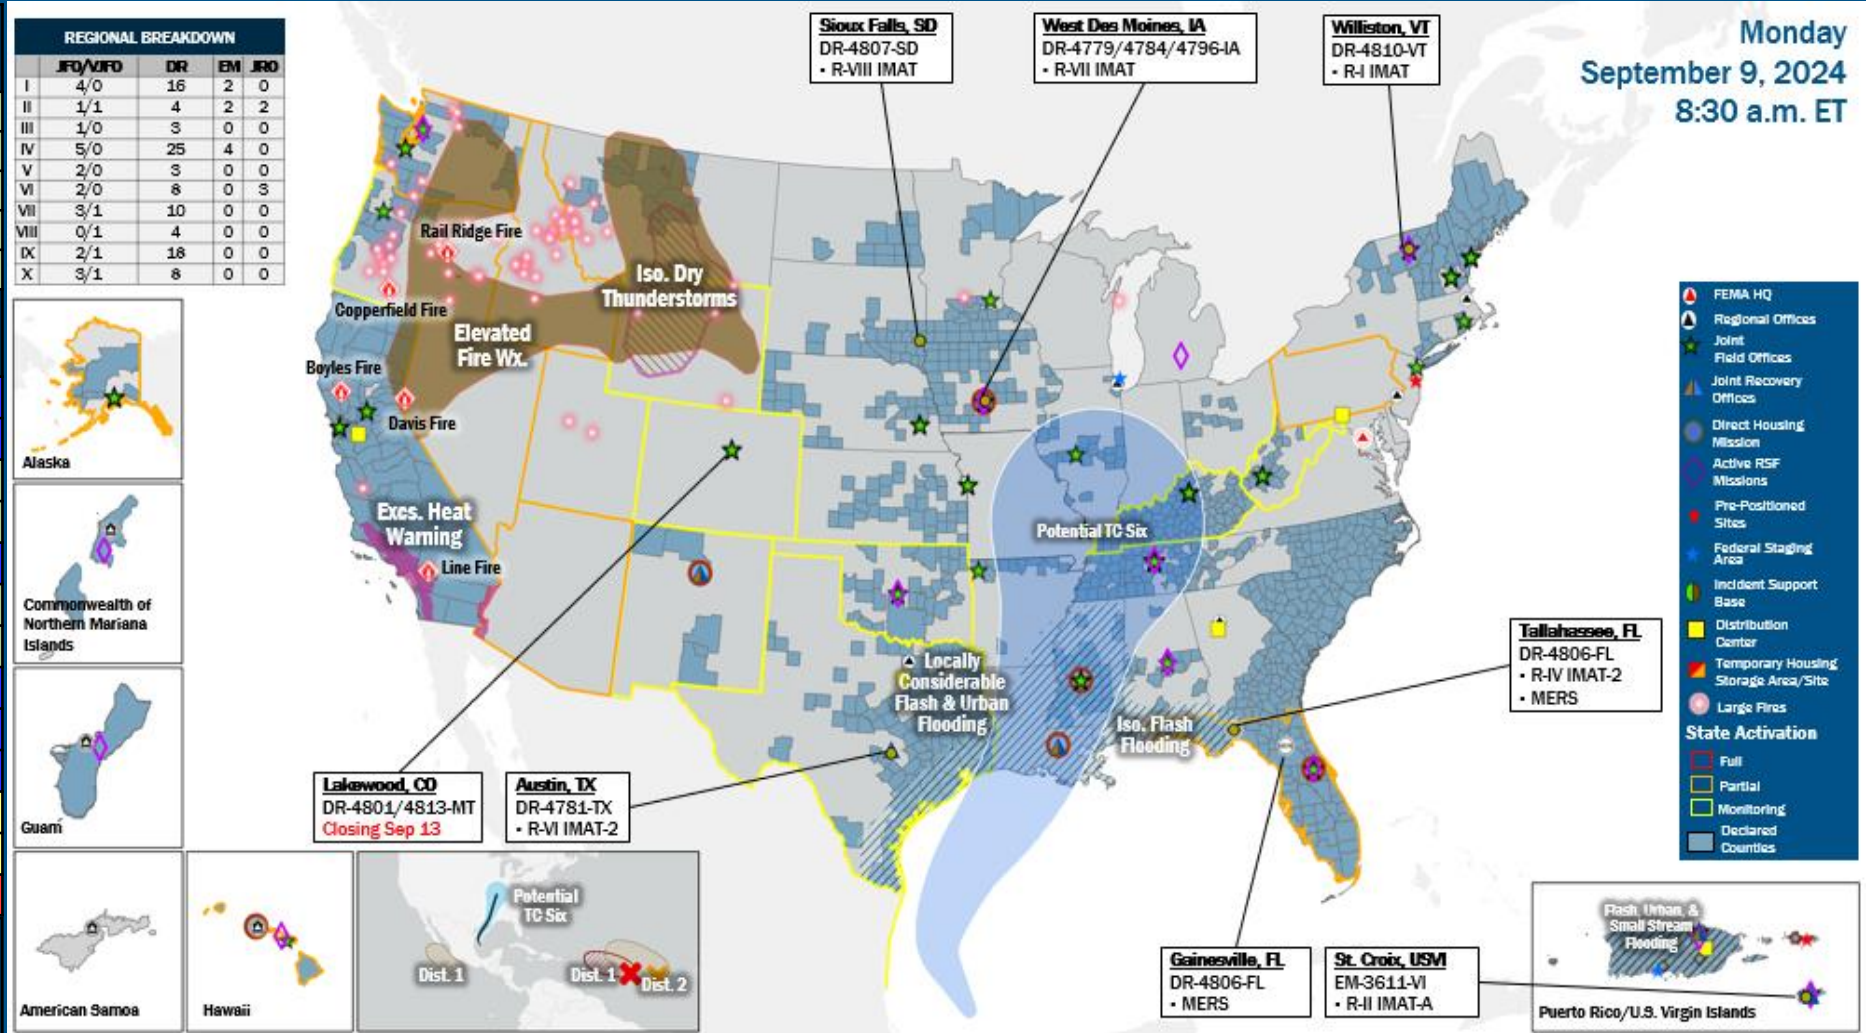 REGIONAL BREAKDOWN
JFO/VJFO DR EM JRO
I 4/0 16 2 0
II 1/1 4 2 2
III 1/0 3 0 0
IV 5/0 25 4 0
V 2/0 3 0 0
VI 2/0 8 0 3
VII 3/1 10 0 0
VIII 0/1 4 0 0
IX 2/1 18 0 0
X 3/1 8 0 0
Sioux Falls, SD
DR-4807-SD
• R-VIII IMAT
West Des Moines, IA
DR-4779/4784/4796-IA
• R-VII IMAT
Williston, VT
DR-4810-VT
• R-I IMAT
Monday
September 9, 2024
8:30 a.m. ET
Rail Ridge Fire
Copperfield Fire
Iso. Dry
Thunderstorms
Elevated
Fire Wx.
Boyles Fire
Davis Fire
Excs. Heat
Warning
Line Fire
Potential TC Six
Locally
Considerable
Flash & Urban
Flooding
Iso. Flash
Flooding
Alaska
Commonwealth of
Northern Mariana
Islands
Guam
American Samoa
Hawaii
Lakewood, CO
DR-4801/4813-MT
Closing Sep 13
Austin, TX
DR-4781-TX
• R-VI IMAT-2
Tallahassee, FL
DR-4806-FL
• R-IV IMAT-2
• MERS
Gainesville, FL
DR-4806-FL
• MERS
St. Croix, USVI
EM-3611-VI
• R-II IMAT-A
Potential
TC Six
Dist. 1
Dist. 1
Dist. 2
Flash, Urban, &
Small Stream
Flooding
Puerto Rico/U.S. Virgin Islands
FEMA HQ
Regional Offices
Joint
Field Offices
Joint Recovery
Offices
Direct Housing
Mission
Active RSF
Missions
Pre-Positioned
Sites
Federal Staging
Area
Incident Support
Base
Distribution
Center
Temporary Housing
Storage Area/Site
Large Fires
State Activation
Full
Partial
Monitoring
Declared
Counties